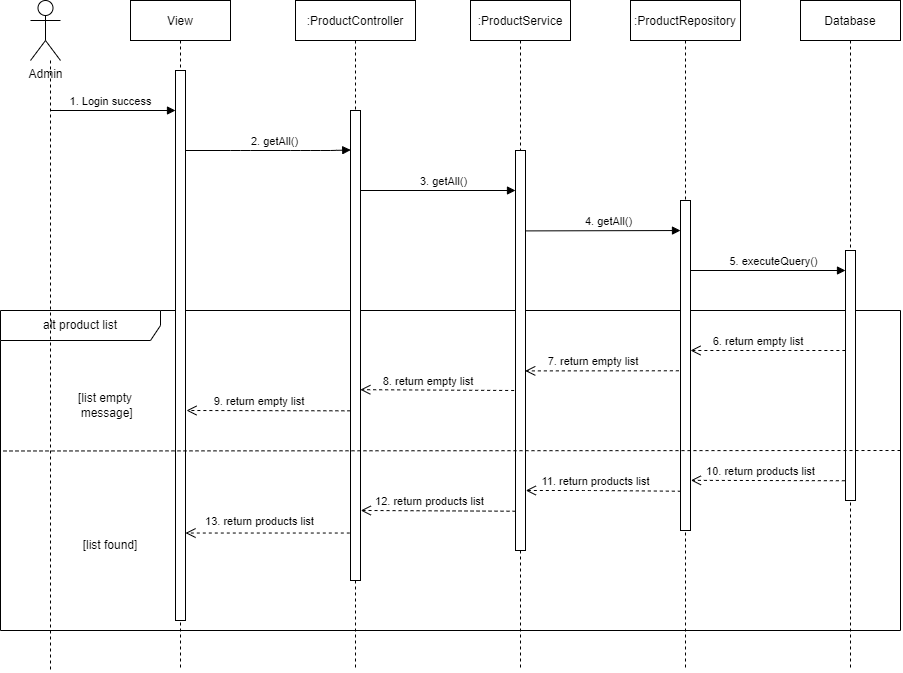 View
:ProductController
:ProductService
:ProductRepository
Database
Admin
1. Login success
2. getAll()
3. getAll()
4. getAll()
5. executeQuery()
alt product list
6. return empty list
7. return empty list
8. return empty list
9. return empty list
[list empty
message]
10. return products list
11. return products list
12. return products list
13. return products list
[list found]